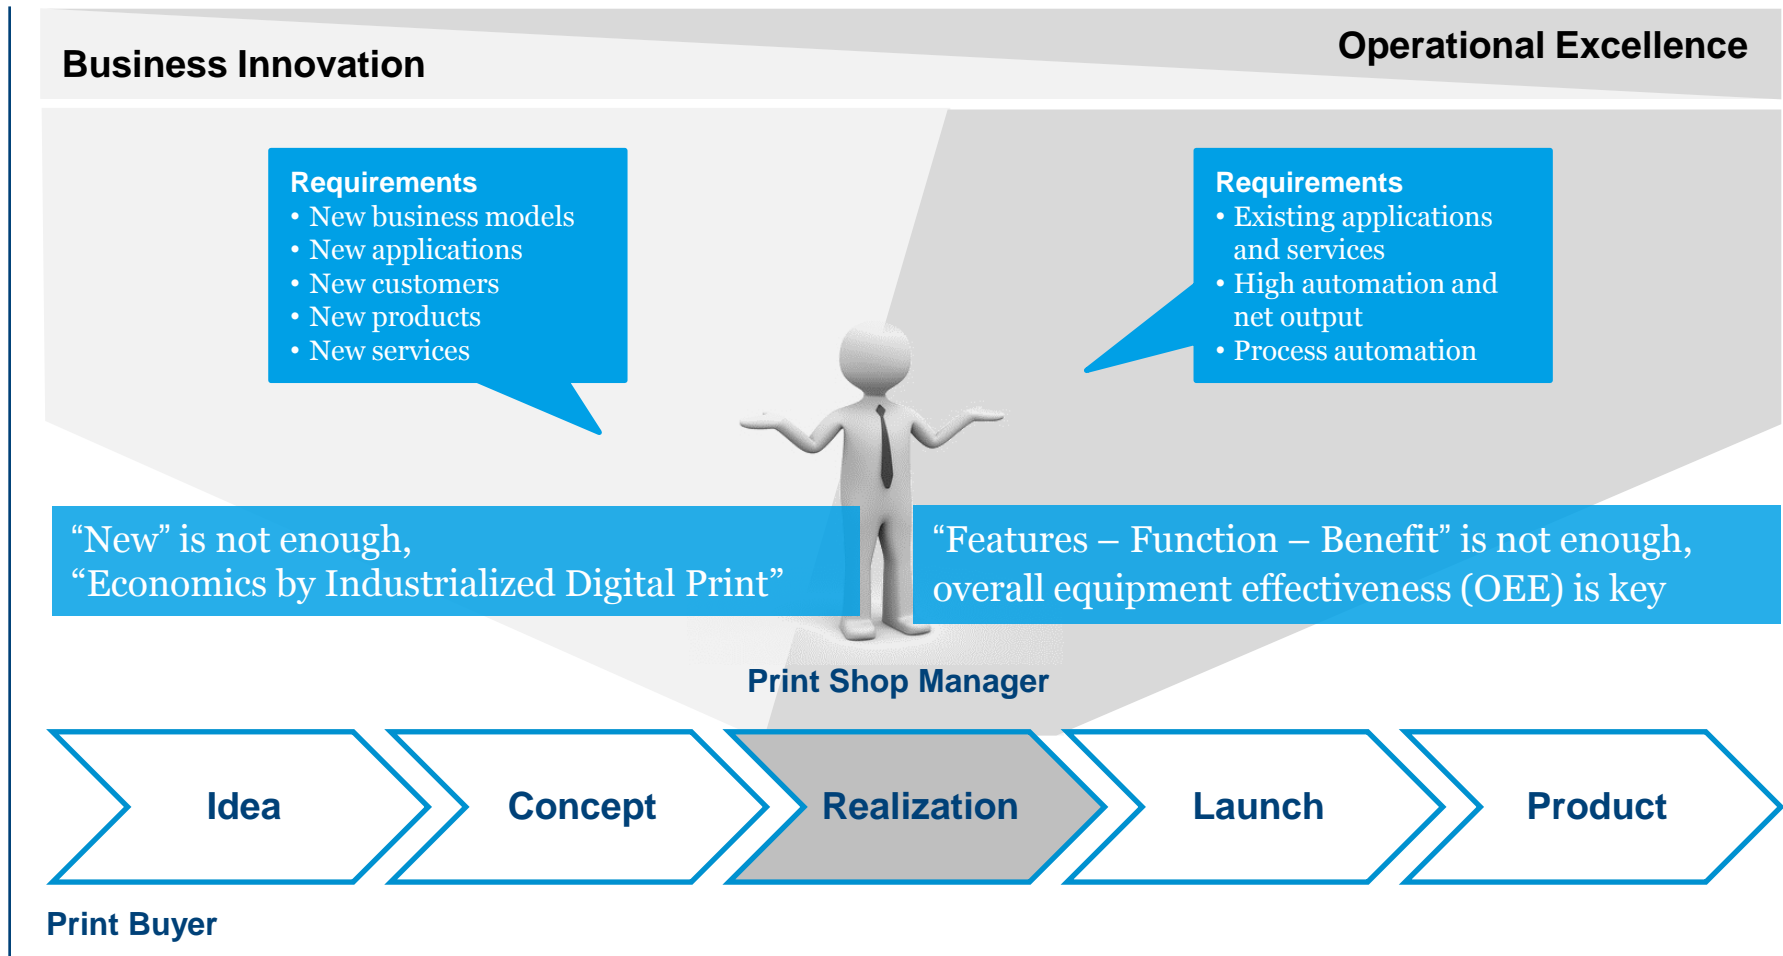 Business Innovation
Operational Excellence
Requirements
• New business models
• New applications
• New customers
• New products
• New services
Requirements
• Existing applications
and services
• High automation and
net output
• Process automation
“New” is not enough,
“Economics by Industrialized Digital Print”
“Features – Function – Benefit” is not enough,
overall equipment effectiveness (OEE) is key
Print Shop Manager
Idea
Concept
Realization
Launch
Product
Print Buyer